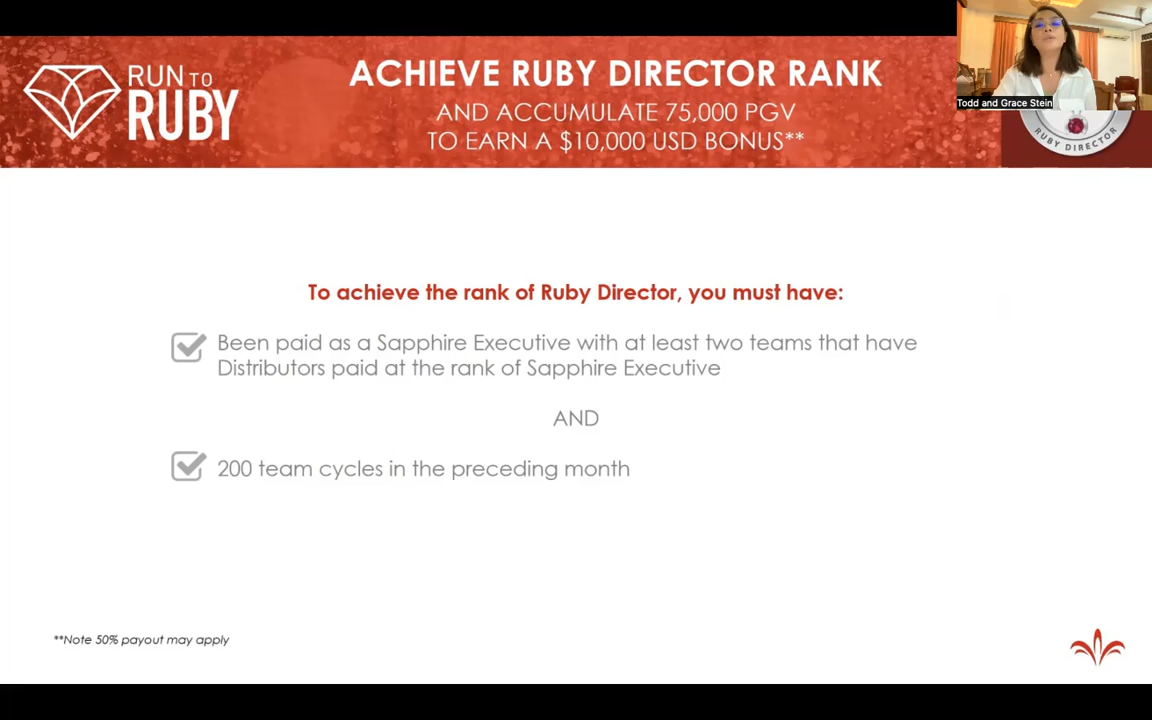 RUN TO
RUBY
ACHIEVE RUBY DIRECTOR RANK
AND ACCUMULATE 75,000 PGV
TO EARN A $10,000 USD BONUS**
Todd and Grace Stein
RUBY DIRECTOR
To achieve the rank of Ruby Director, you must have:
Been paid as a Sapphire Executive with at least two teams that have
Distributors paid at the rank of Sapphire Executive
AND
200 team cycles in the preceding month
**Note 50% payout may apply